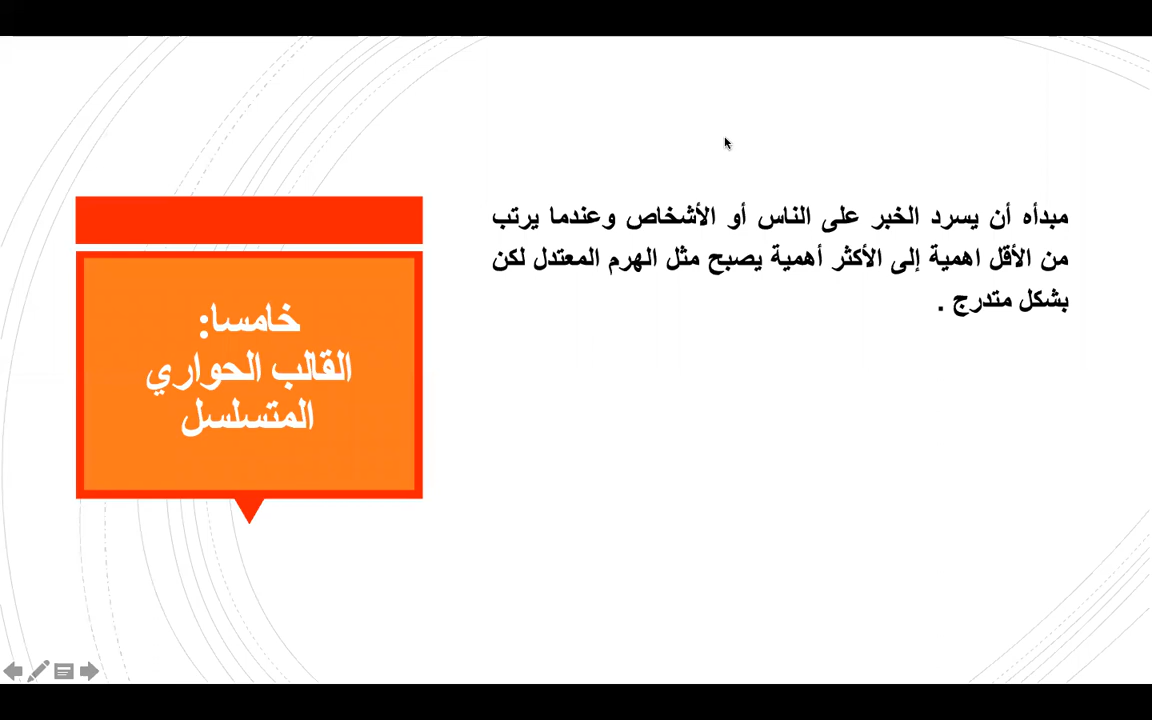 خامسا:
القالب الحواري
المتسلسل
مبدأه أن يسرد الخبر على الناس أو الأشخاص وعندما يرتب
من الأقل اهمية إلى الأكثر أهمية يصبح مثل الهرم المعتدل لكن
بشكل متدرج .